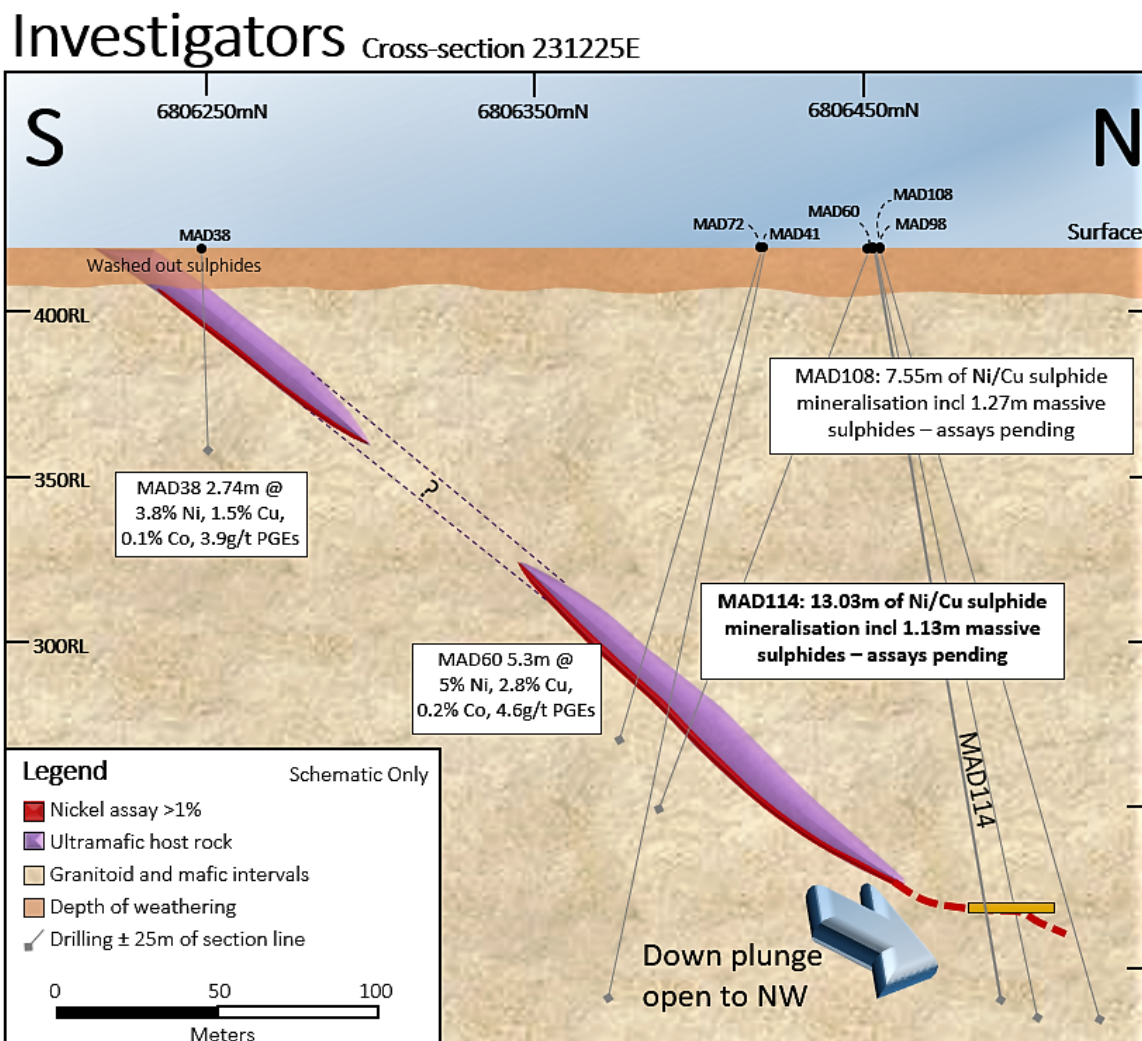 Investigators Cross-section 231225E
6806250mN 6806350mN 6806450mN
S N
MAD108
MAD60
MAD72 MAD41 MAD98
MAD38
Surface
Washed out sulphides
400RL
MAD108: 7.55m of Ni/Cu sulphide
mineralisation incl 1.27m massive
sulphides – assays pending
350RL
?
MAD38 2.74m @
3.8% Ni, 1.5% Cu,
0.1% Co, 3.9g/t PGEs
MAD114: 13.03m of Ni/Cu sulphide
mineralisation incl 1.13m massive
sulphides – assays pending
300RL
MAD60 5.3m @
5% Ni, 2.8% Cu,
0.2% Co, 4.6g/t PGEs
MAD114
Legend Schematic Only
Nickel assay >1%
Ultramafic host rock
Granitoid and mafic intervals
Depth of weathering
Drilling ± 25m of section line
0 50 100
Meters
Down plunge
open to NW